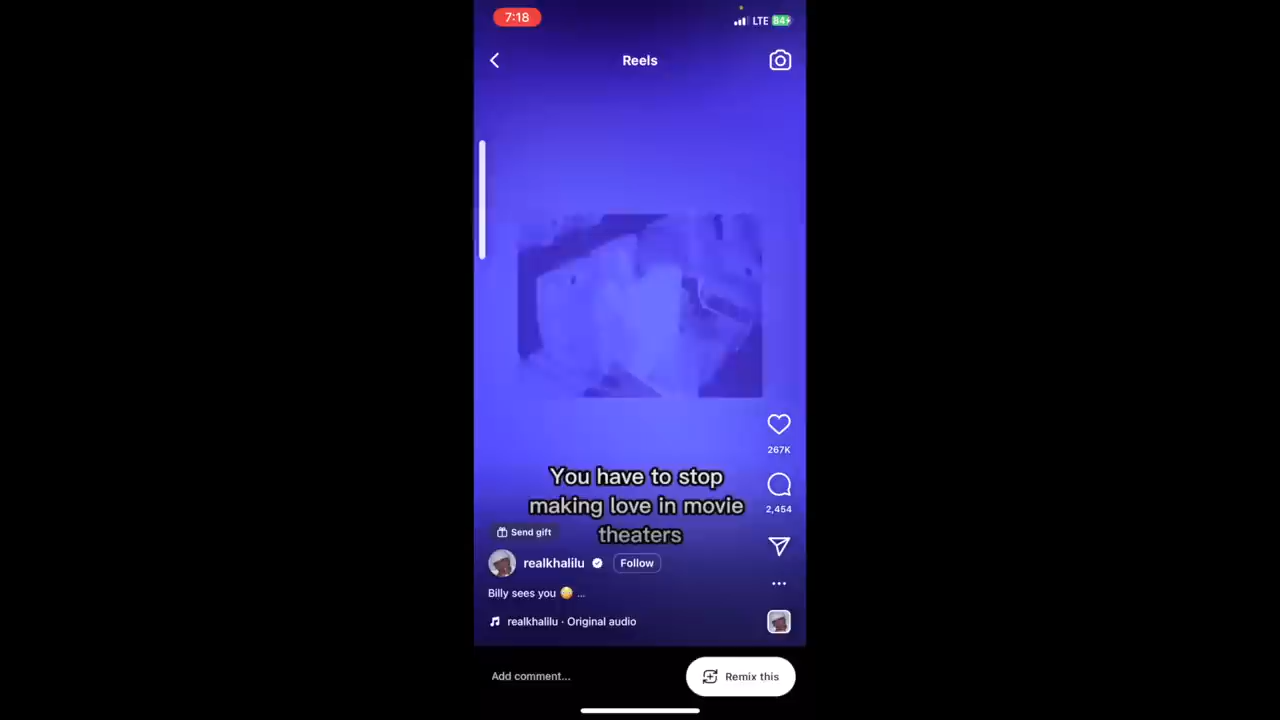 7:18
LTE 84
Reels
267K
You have to stop
making love in movie
theaters
2,454
Send gift
realkhalilu Follow
Billy sees you 😳 ...
realkhalilu · Original audio
Add comment...
Remix this